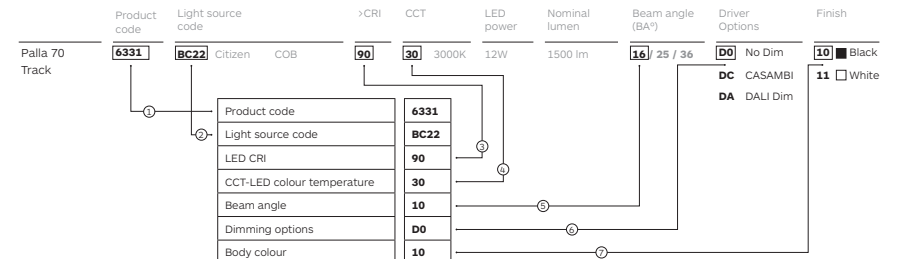 Product code
Light source code
>CRI
CCT
LED power
Nominal lumen
Beam angle (BA°)
Driver Options
Finish
Palla 70 Track
6331
BC22 Citizen COB
90
30 3000K
12W
1500 lm
16 / 25 / 36
D0 No Dim
10 Black
DC CASAMBI
11 White
DA DALI Dim
1 Product code 6331
2 Light source code BC22
LED CRI 90 3
CCT-LED colour temperature 30 4
Beam angle 10 5
Dimming options D0 6
Body colour 10 7